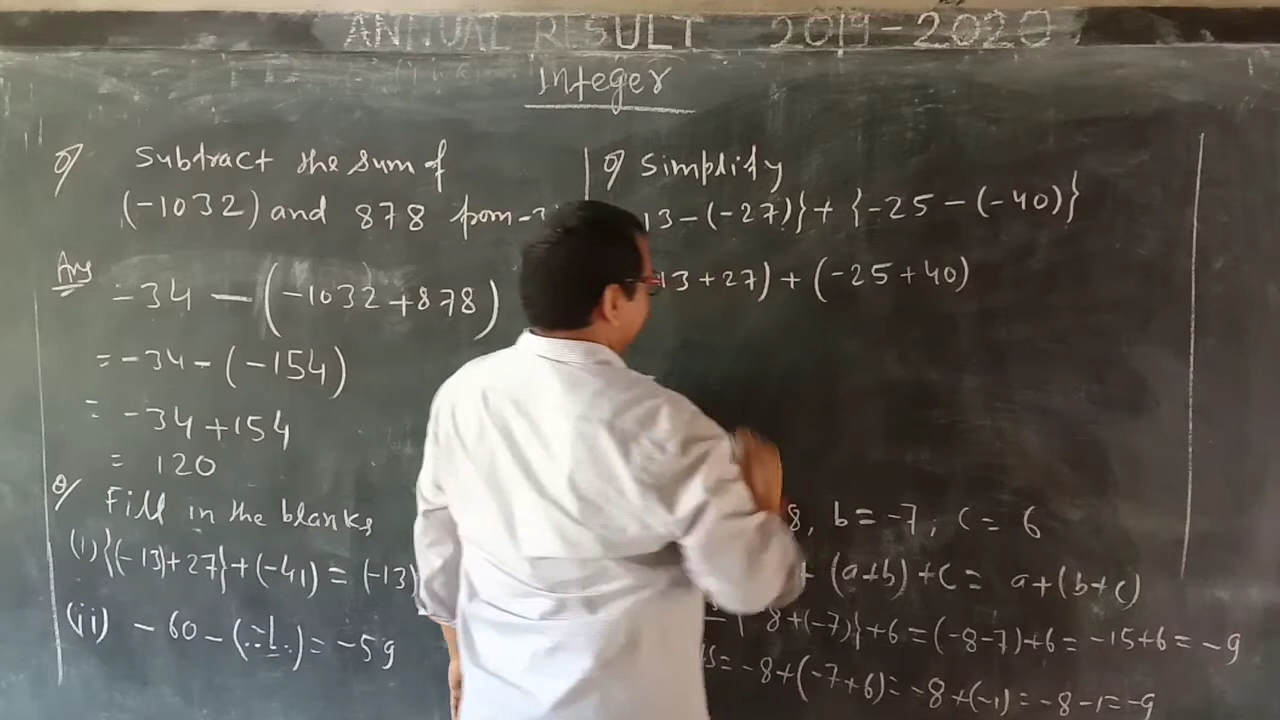 ANNUAL RESULT 2019-2020
Integer
Q/ Subtract the sum of
(-1032) and 878 from -3
Ans -34 - (-1032+878)
= -34 - (-154)
= -34+154
= 120
Q/ Fill in the blanks
(i) {(-13)+27}+(-41) = (-13)
(ii) -60-(..-1..) = -59
Q/ Simplify
13-(-27)}+{-25-(-40)}
13+27)+(-25+40)
8, b=-7, c=6
+ (a+b)+c = a+(b+c)
-8+(-7)}+6=(-8-7)+6=-15+6=-9
=-8+(-7+6)=-8+(-1)=-8-1=-9